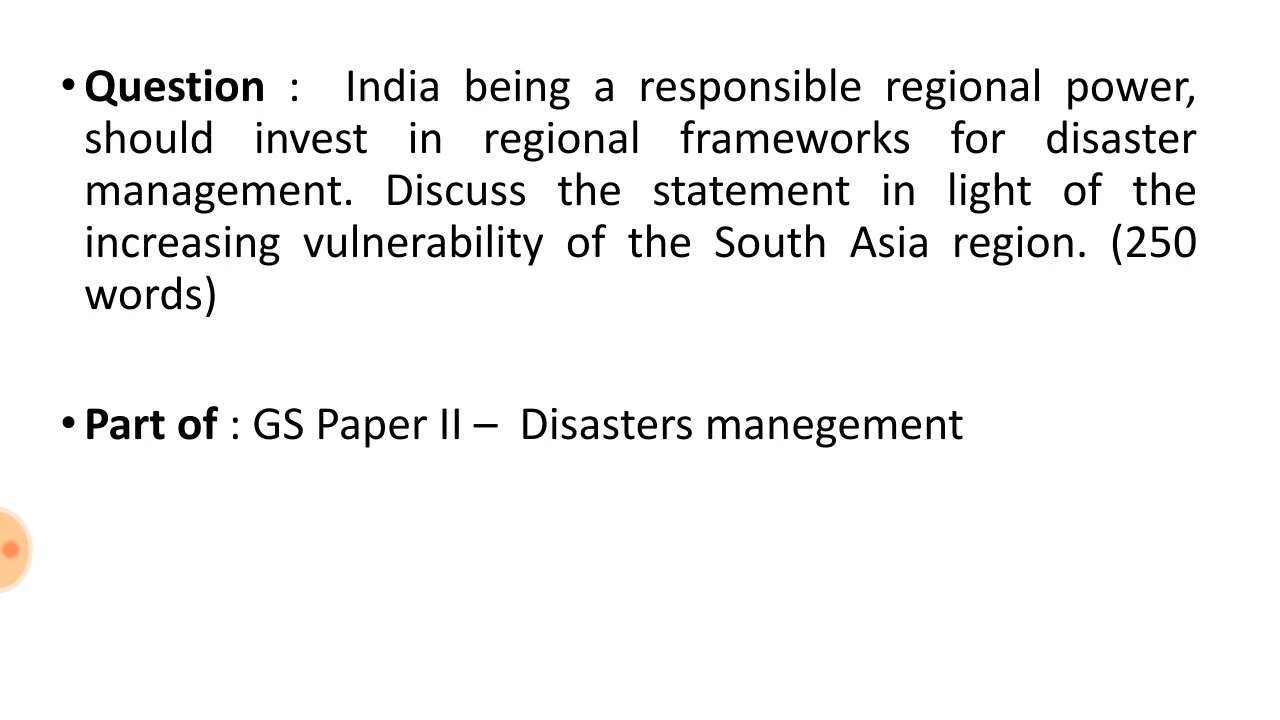 • Question : India being a responsible regional power,
should invest in regional frameworks for disaster
management. Discuss the statement in light of the
increasing vulnerability of the South Asia region. (250
words)
• Part of : GS Paper II – Disasters manegement